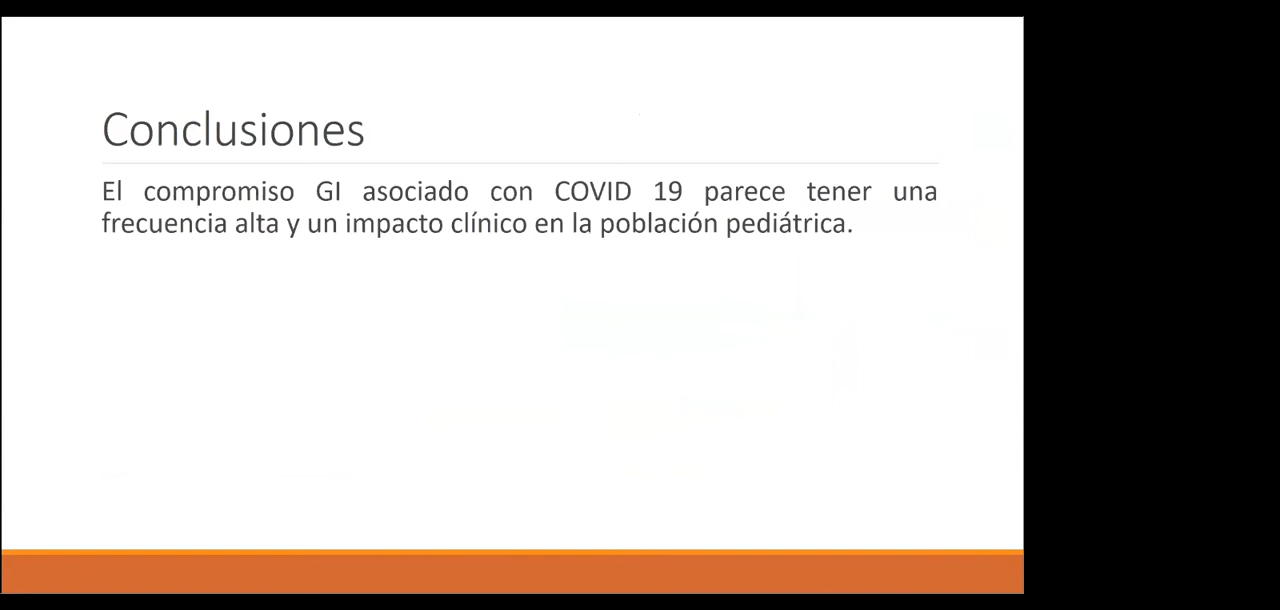 Conclusiones
El compromiso GI asociado con COVID 19 parece tener una
frecuencia alta y un impacto clínico en la población pediátrica.